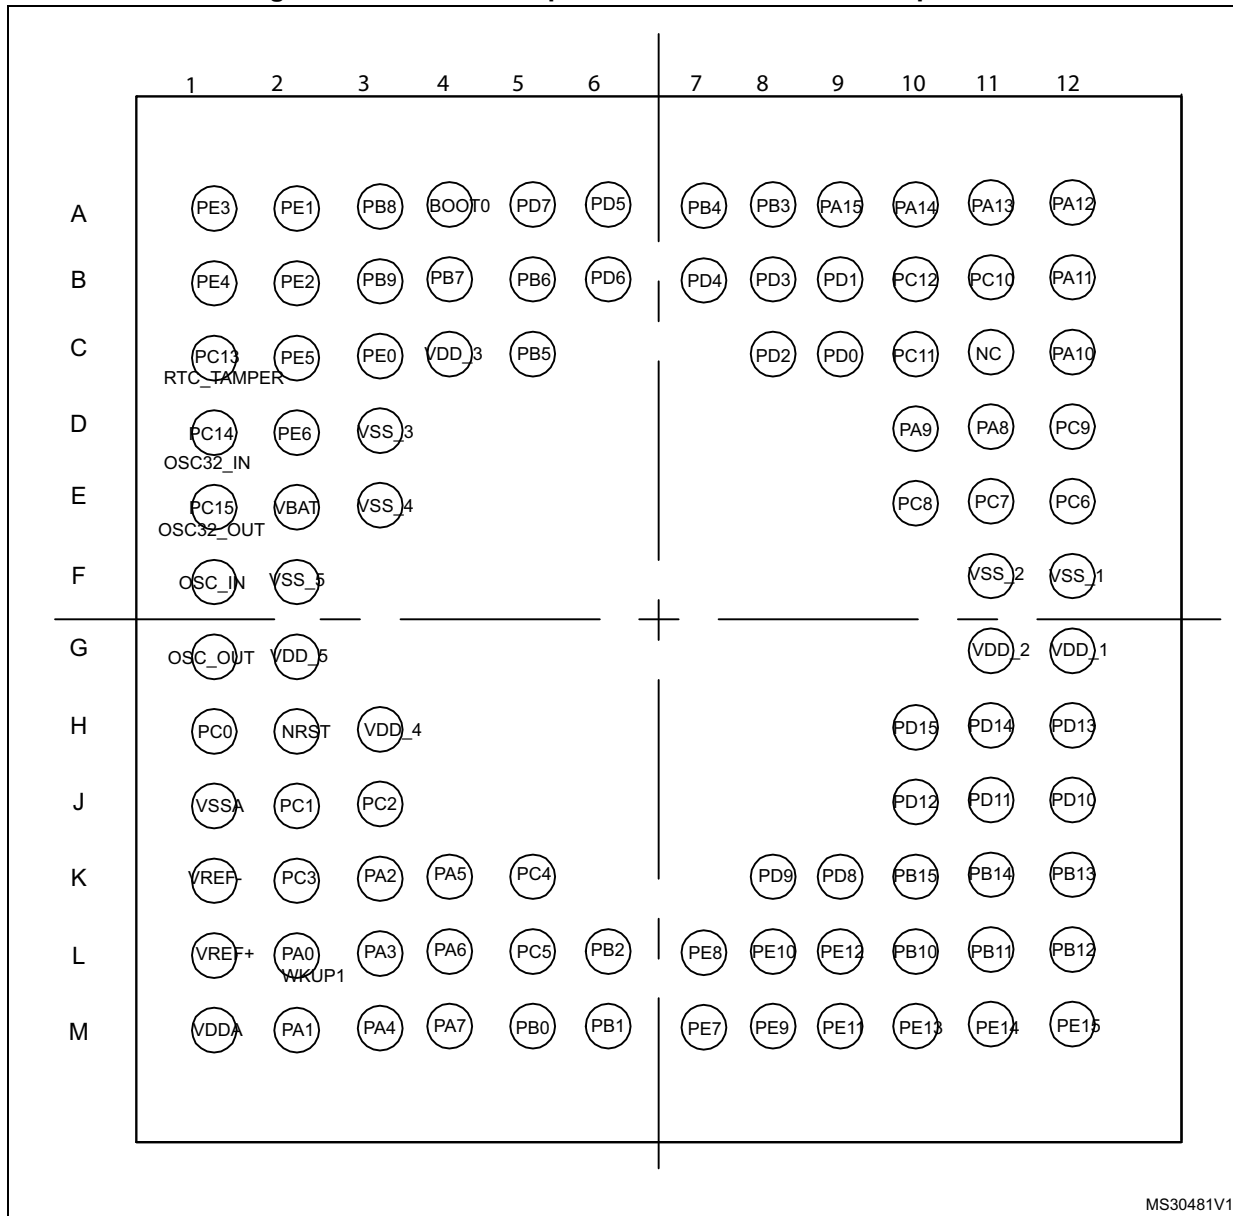 1 2 3 4 5 6 7 8 9 10 11 12
A PE3 PE1 PB8 BOOT0 PD7 PD5 PB4 PB3 PA15 PA14 PA13 PA12
B PE4 PE2 PB9 PB7 PB6 PD6 PD4 PD3 PD1 PC12 PC10 PA11
C PC13 PE5 PE0 VDD_3 PB5 PD2 PD0 PC11 NC PA10
RTC_TAMPER
D PC14 PE6 VSS_3 PA9 PA8 PC9
OSC32_IN
E PC15 VBAT VSS_4 PC8 PC7 PC6
OSC32_OUT
F OSC_IN VSS_5 VSS_2 VSS_1
G OSC_OUT VDD_5 VDD_2 VDD_1
H PC0 NRST VDD_4 PD15 PD14 PD13
J VSSA PC1 PC2 PD12 PD11 PD10
K VREF- PC3 PA2 PA5 PC4 PD9 PD8 PB15 PB14 PB13
L VREF+ PA0 PA3 PA6 PC5 PB2 PE8 PE10 PE12 PB10 PB11 PB12
WKUP1
M VDDA PA1 PA4 PA7 PB0 PB1 PE7 PE9 PE11 PE13 PE14 PE15
MS30481V1